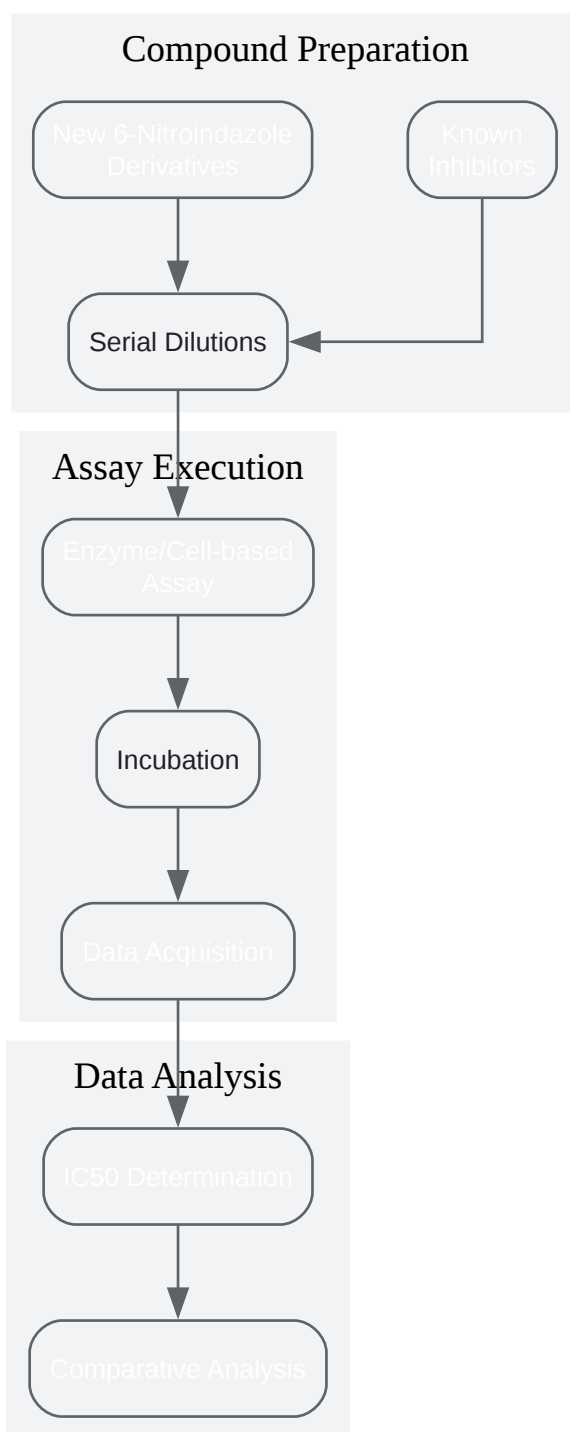 Compound Preparation
New 6-Nitroindazole
Derivatives
Known
Inhibitors
Serial Dilutions
Assay Execution
Enzyme/Cell-based
Assay
Incubation
Data Acquisition
Data Analysis
IC50 Determination
Comparative Analysis